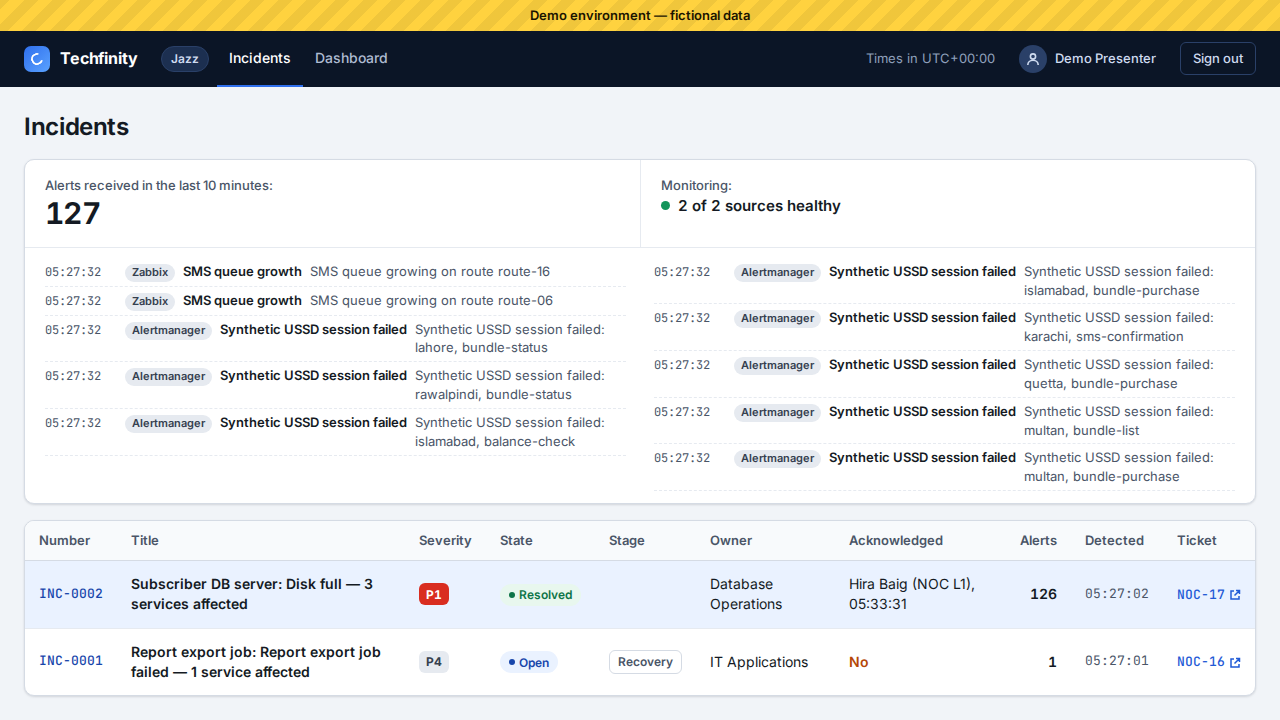 Demo environment — fictional data
Techfinity Jazz Incidents Dashboard Times in UTC+00:00 Demo Presenter Sign out
Incidents
Alerts received in the last 10 minutes:
127
Monitoring:
2 of 2 sources healthy
05:27:32 Zabbix SMS queue growth SMS queue growing on route route-16
05:27:32 Zabbix SMS queue growth SMS queue growing on route route-06
05:27:32 Alertmanager Synthetic USSD session failed Synthetic USSD session failed:
lahore, bundle-status
05:27:32 Alertmanager Synthetic USSD session failed Synthetic USSD session failed:
rawalpindi, bundle-status
05:27:32 Alertmanager Synthetic USSD session failed Synthetic USSD session failed:
islamabad, balance-check
05:27:32 Alertmanager Synthetic USSD session failed Synthetic USSD session failed:
islamabad, bundle-purchase
05:27:32 Alertmanager Synthetic USSD session failed Synthetic USSD session failed:
karachi, sms-confirmation
05:27:32 Alertmanager Synthetic USSD session failed Synthetic USSD session failed:
quetta, bundle-purchase
05:27:32 Alertmanager Synthetic USSD session failed Synthetic USSD session failed:
multan, bundle-list
05:27:32 Alertmanager Synthetic USSD session failed Synthetic USSD session failed:
multan, bundle-purchase
Number Title Severity State Stage Owner Acknowledged Alerts Detected Ticket
INC-0002 Subscriber DB server: Disk full — 3 services affected P1 Resolved Database Operations Hira Baig (NOC L1), 05:33:31 126 05:27:02 NOC-17
INC-0001 Report export job: Report export job failed — 1 service affected P4 Open Recovery IT Applications No 1 05:27:01 NOC-16